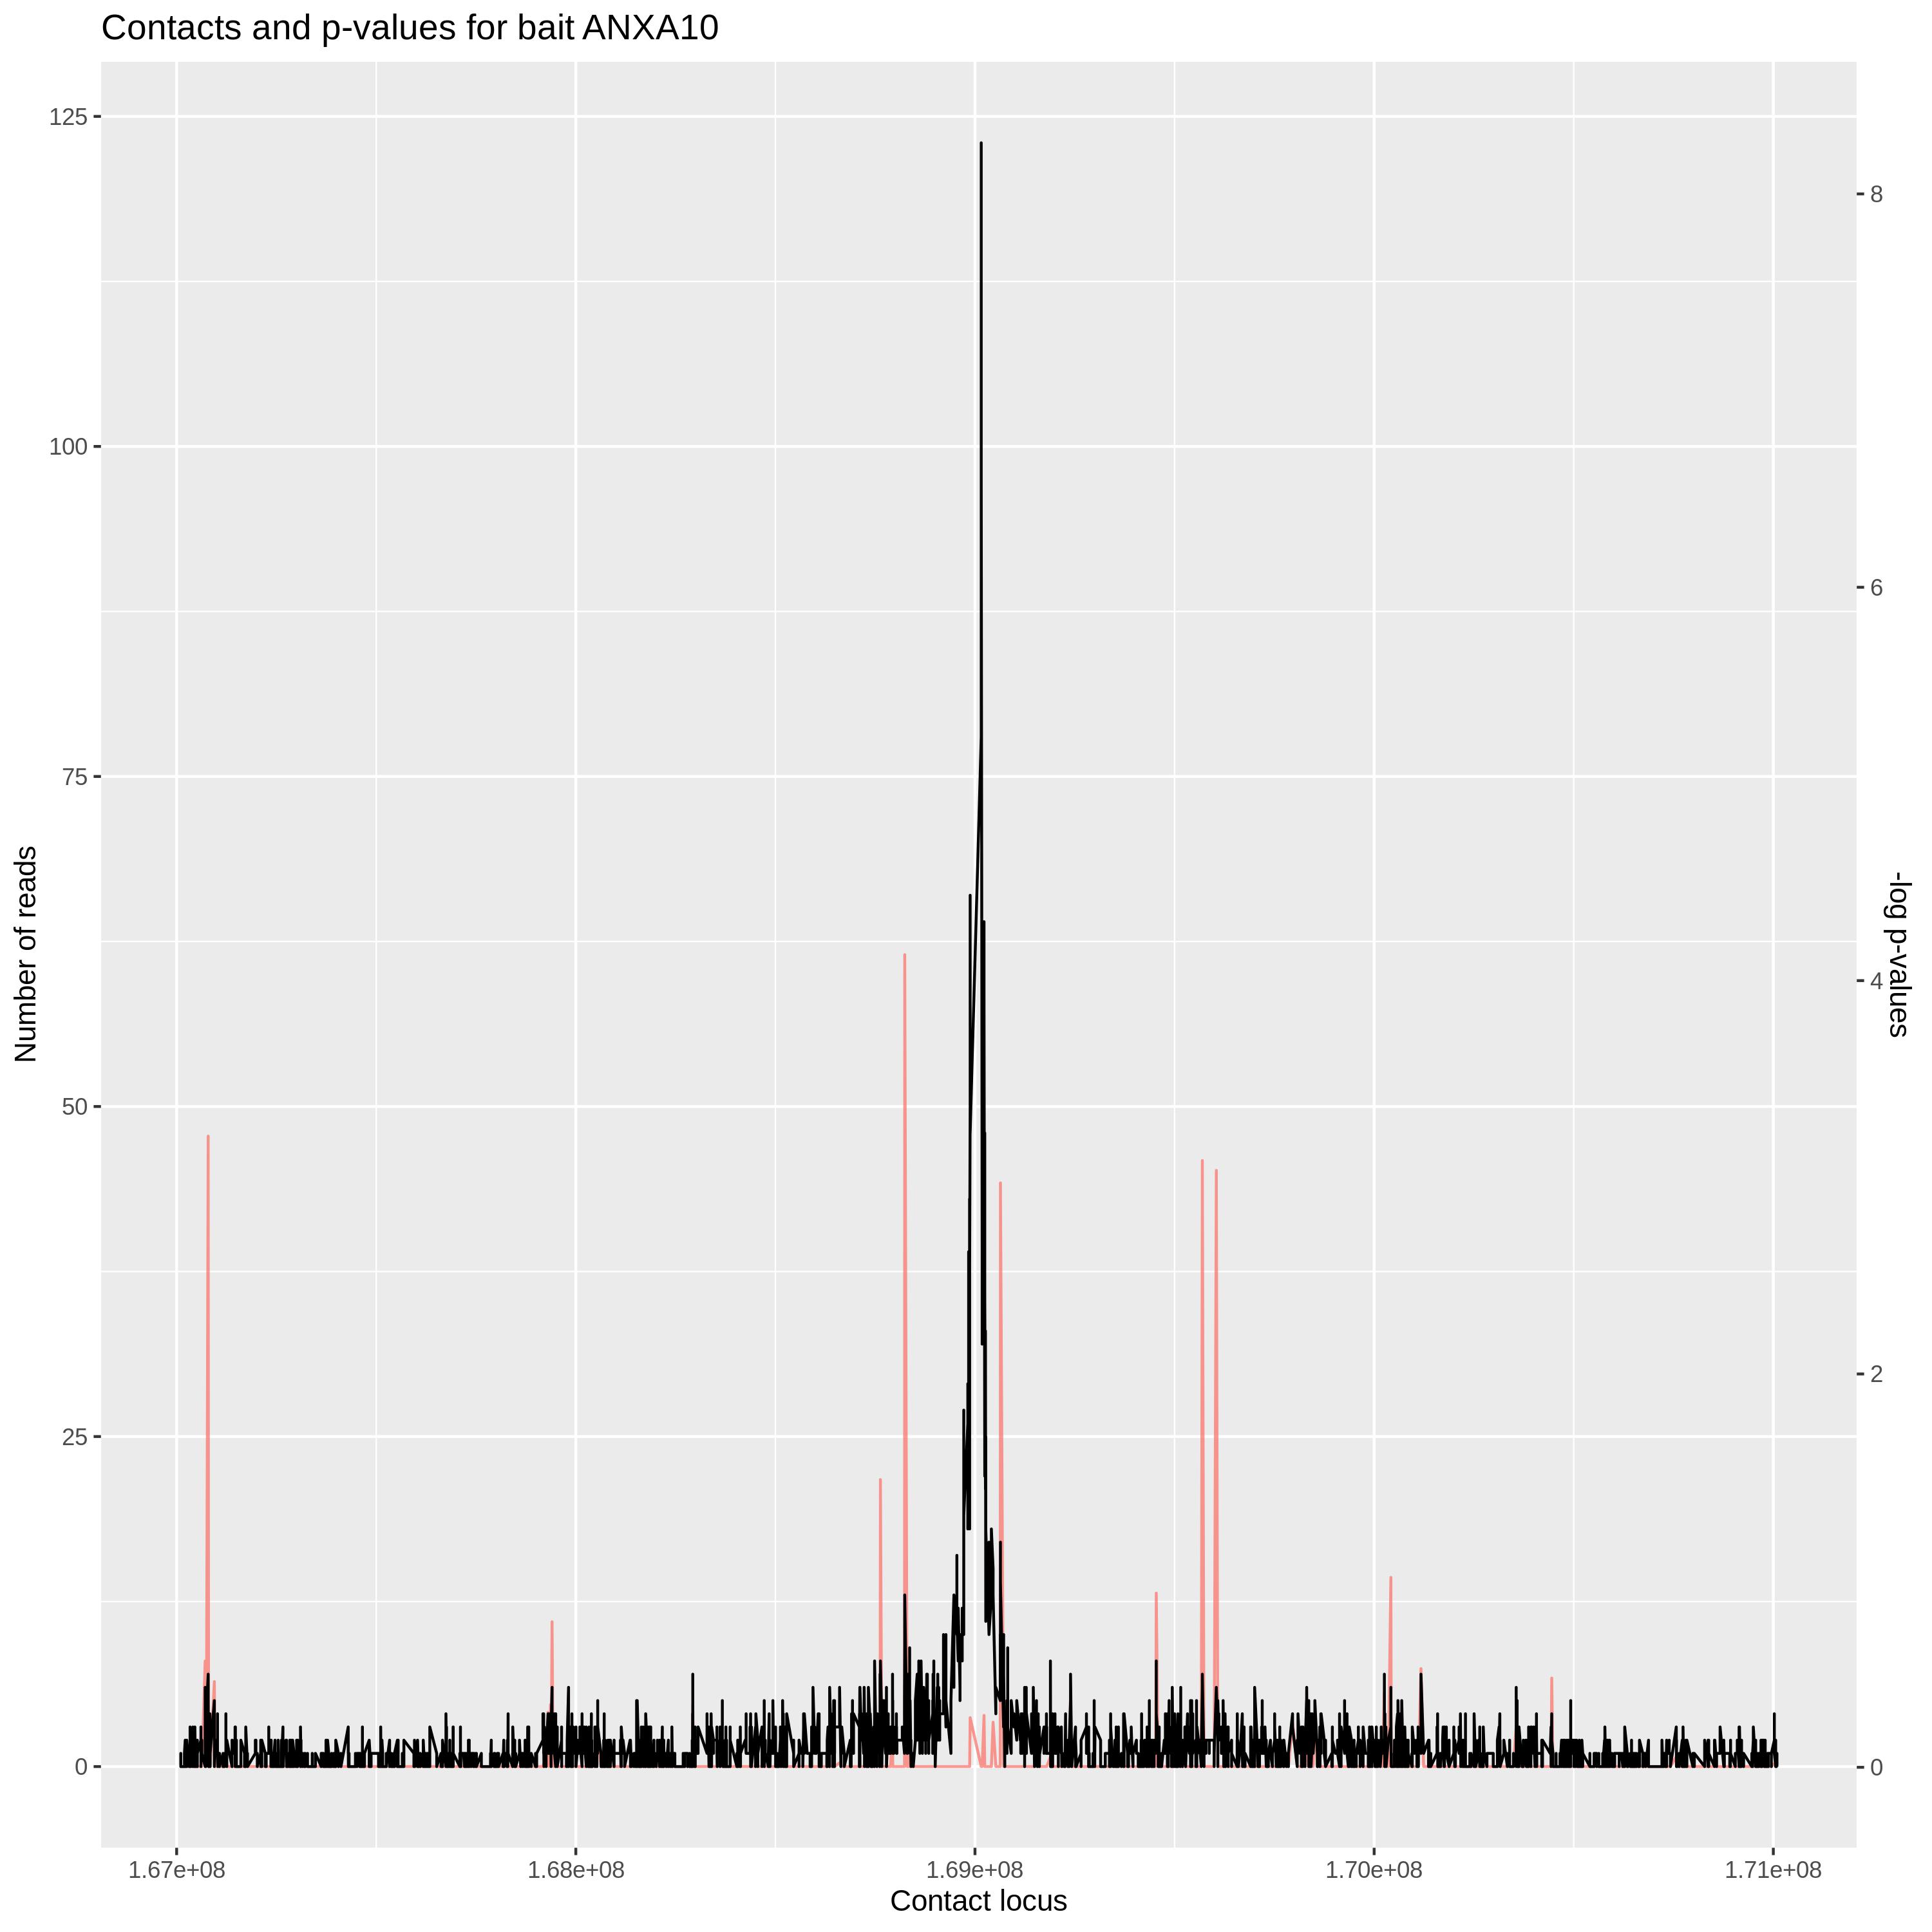 Contacts and p-values for bait ANXA10
125
100
75
50
25
0
Number of reads
8
6
4
2
0
-log p-values
1.67e+08
1.68e+08
1.69e+08
1.70e+08
1.71e+08
Contact locus